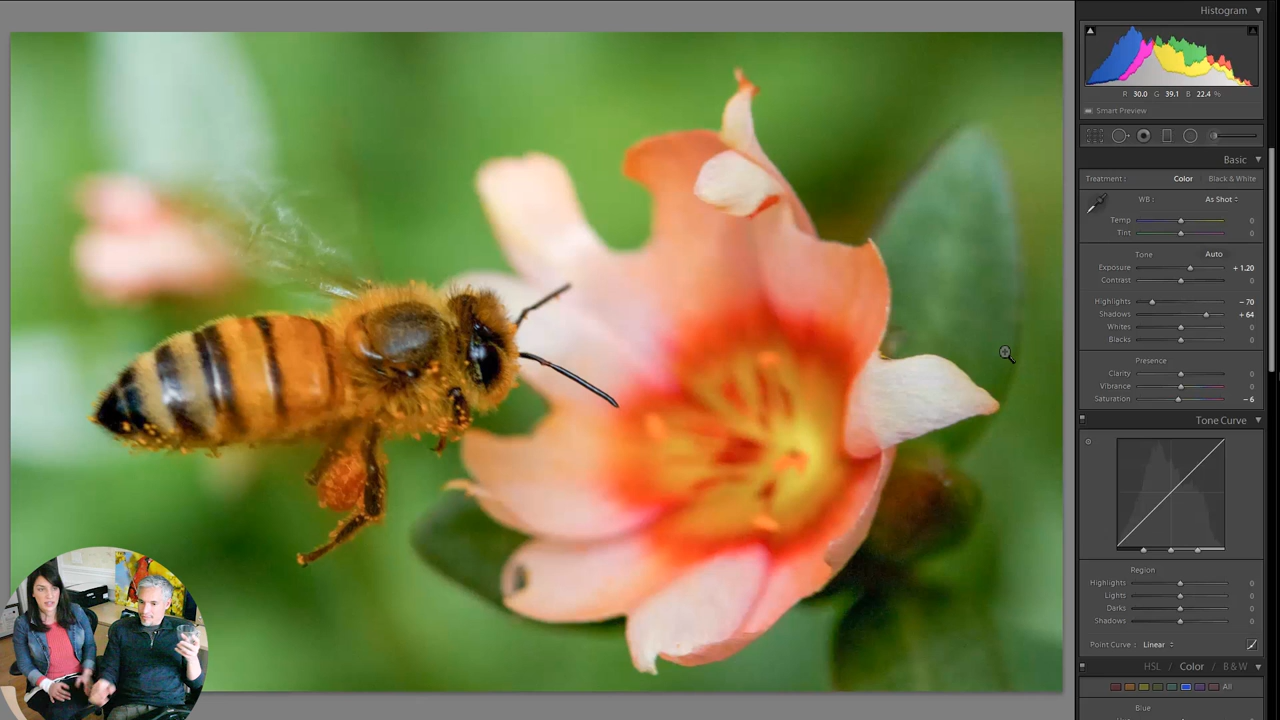 Histogram
R 30.0 G 39.1 B 22.4 %
Smart Preview
Basic
Treatment : Color Black & White
WB : As Shot
Temp 0
Tint 0
Tone Auto
Exposure + 1.20
Contrast 0
Highlights − 70
Shadows + 64
Whites 0
Blacks 0
Presence
Clarity 0
Vibrance 0
Saturation − 6
Tone Curve
Region
Highlights 0
Lights 0
Darks 0
Shadows 0
Point Curve : Linear
HSL / Color / B & W
All
Blue